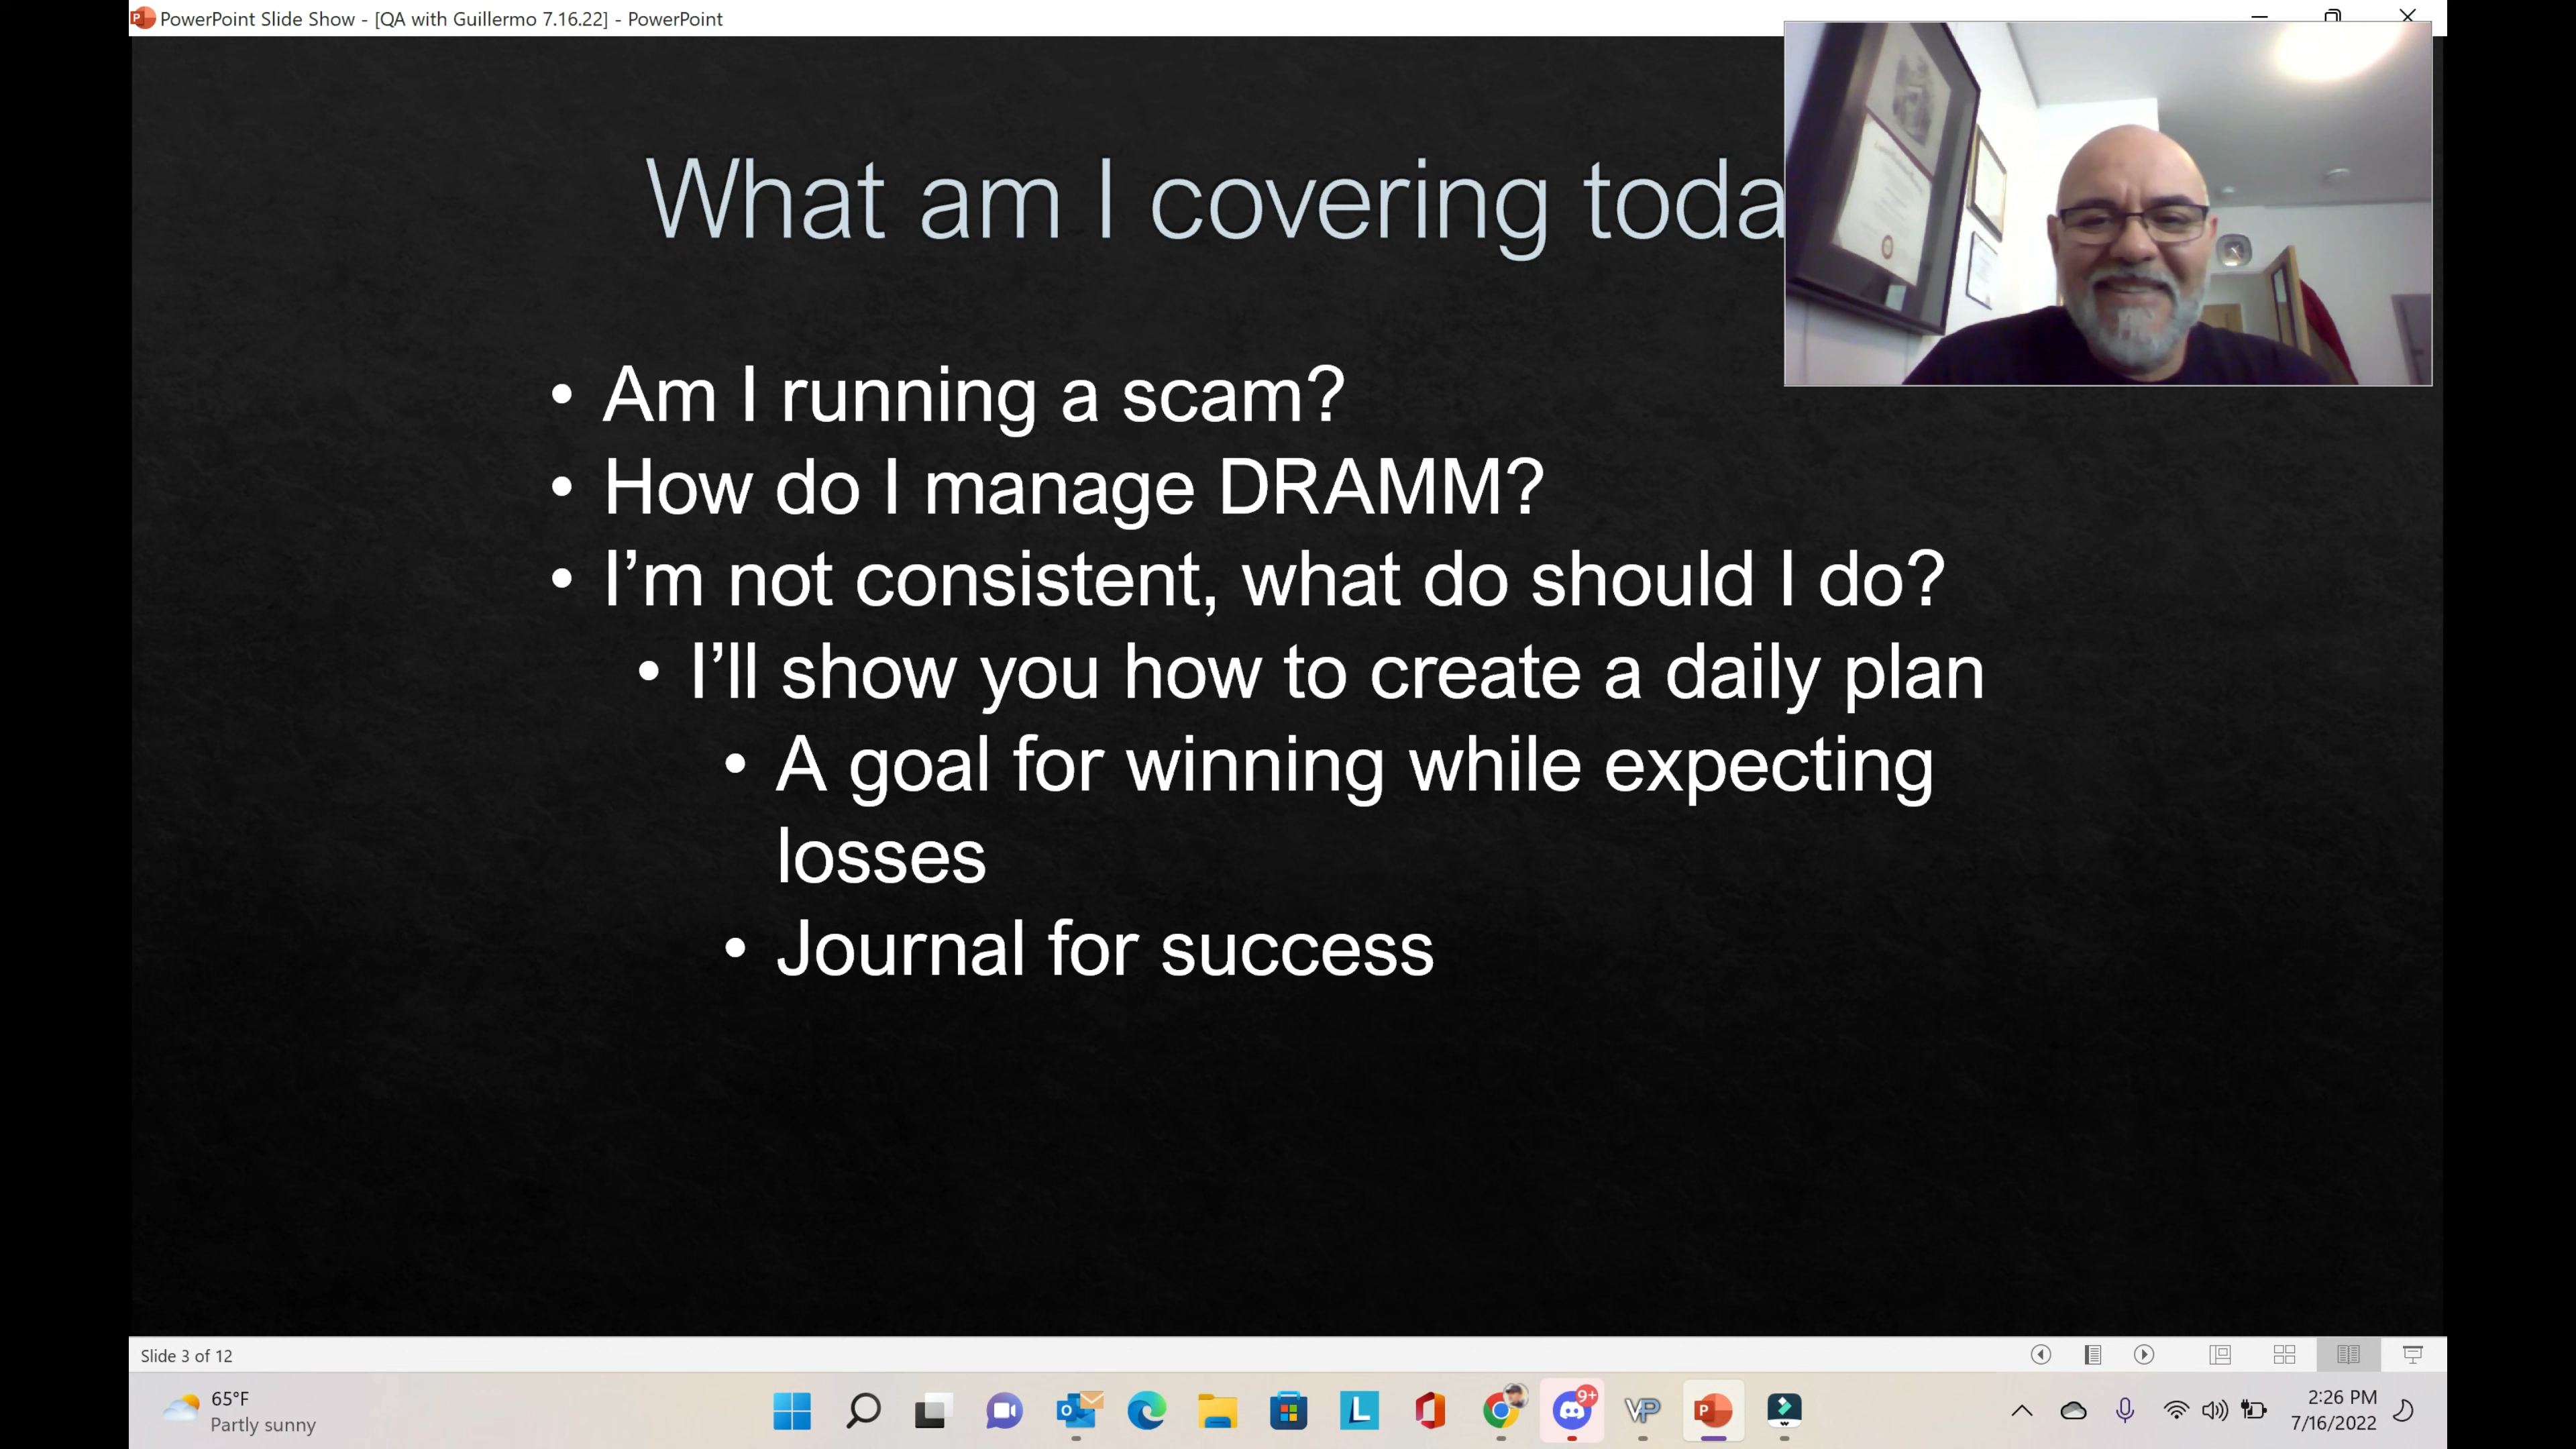 PowerPoint Slide Show - [QA with Guillermo 7.16.22] - PowerPoint
What am I covering toda
• Am I running a scam?
• How do I manage DRAMM?
• I’m not consistent, what do should I do?
• I’ll show you how to create a daily plan
• A goal for winning while expecting
losses
• Journal for success
Slide 3 of 12
65°F
Partly sunny
9+
VP
2:26 PM
7/16/2022